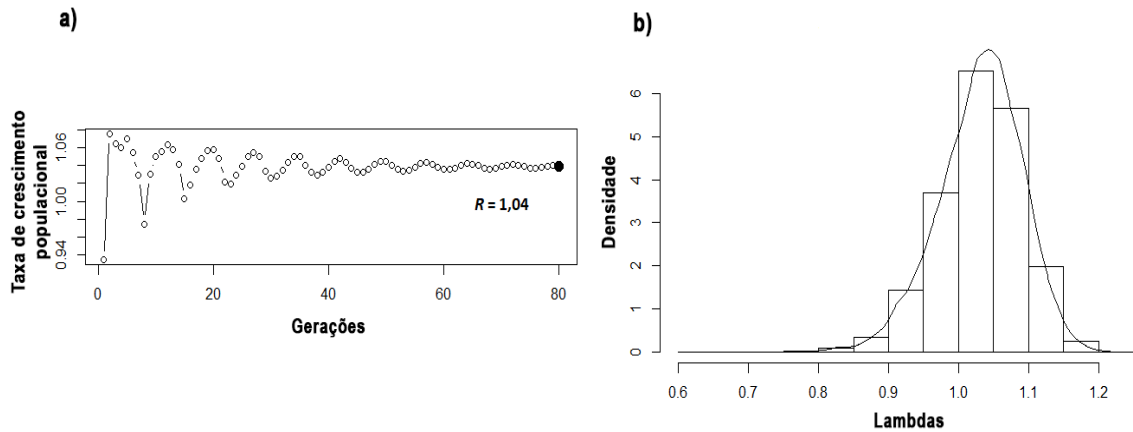 a)
Taxa de crescimento
populacional
0.94 1.00 1.06
R = 1,04
0 20 40 60 80
Gerações
b)
Densidade
0 1 2 3 4 5 6
0.6 0.7 0.8 0.9 1.0 1.1 1.2
Lambdas